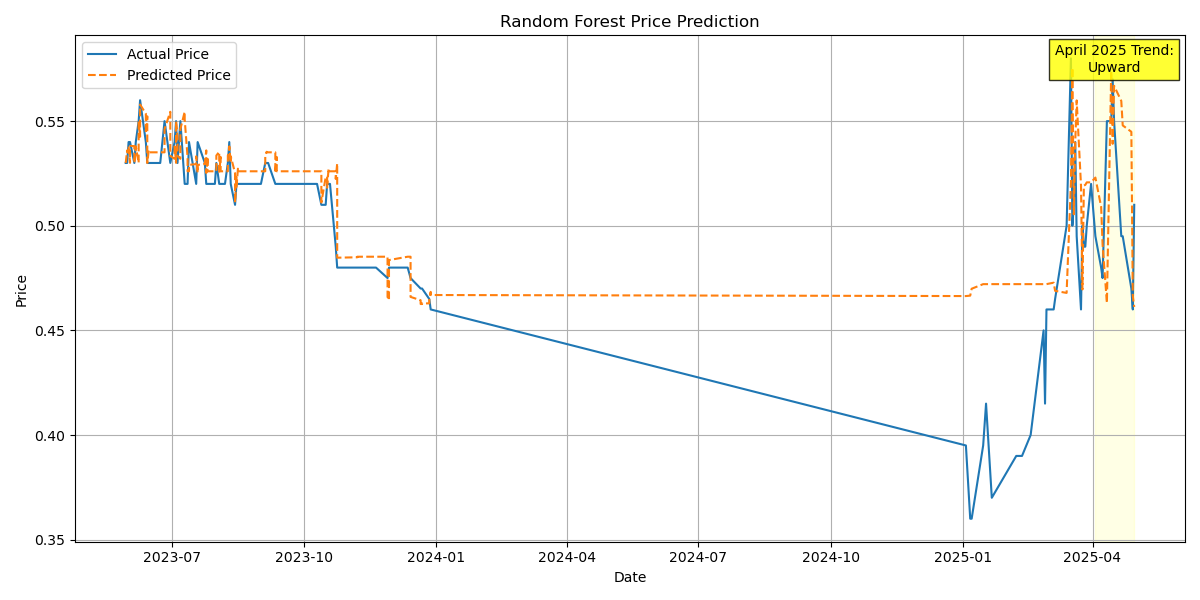 Random Forest Price Prediction
Actual Price
Predicted Price
April 2025 Trend:
Upward
Price
0.55
0.50
0.45
0.40
0.35
2023-07
2023-10
2024-01
2024-04
2024-07
2024-10
2025-01
2025-04
Date